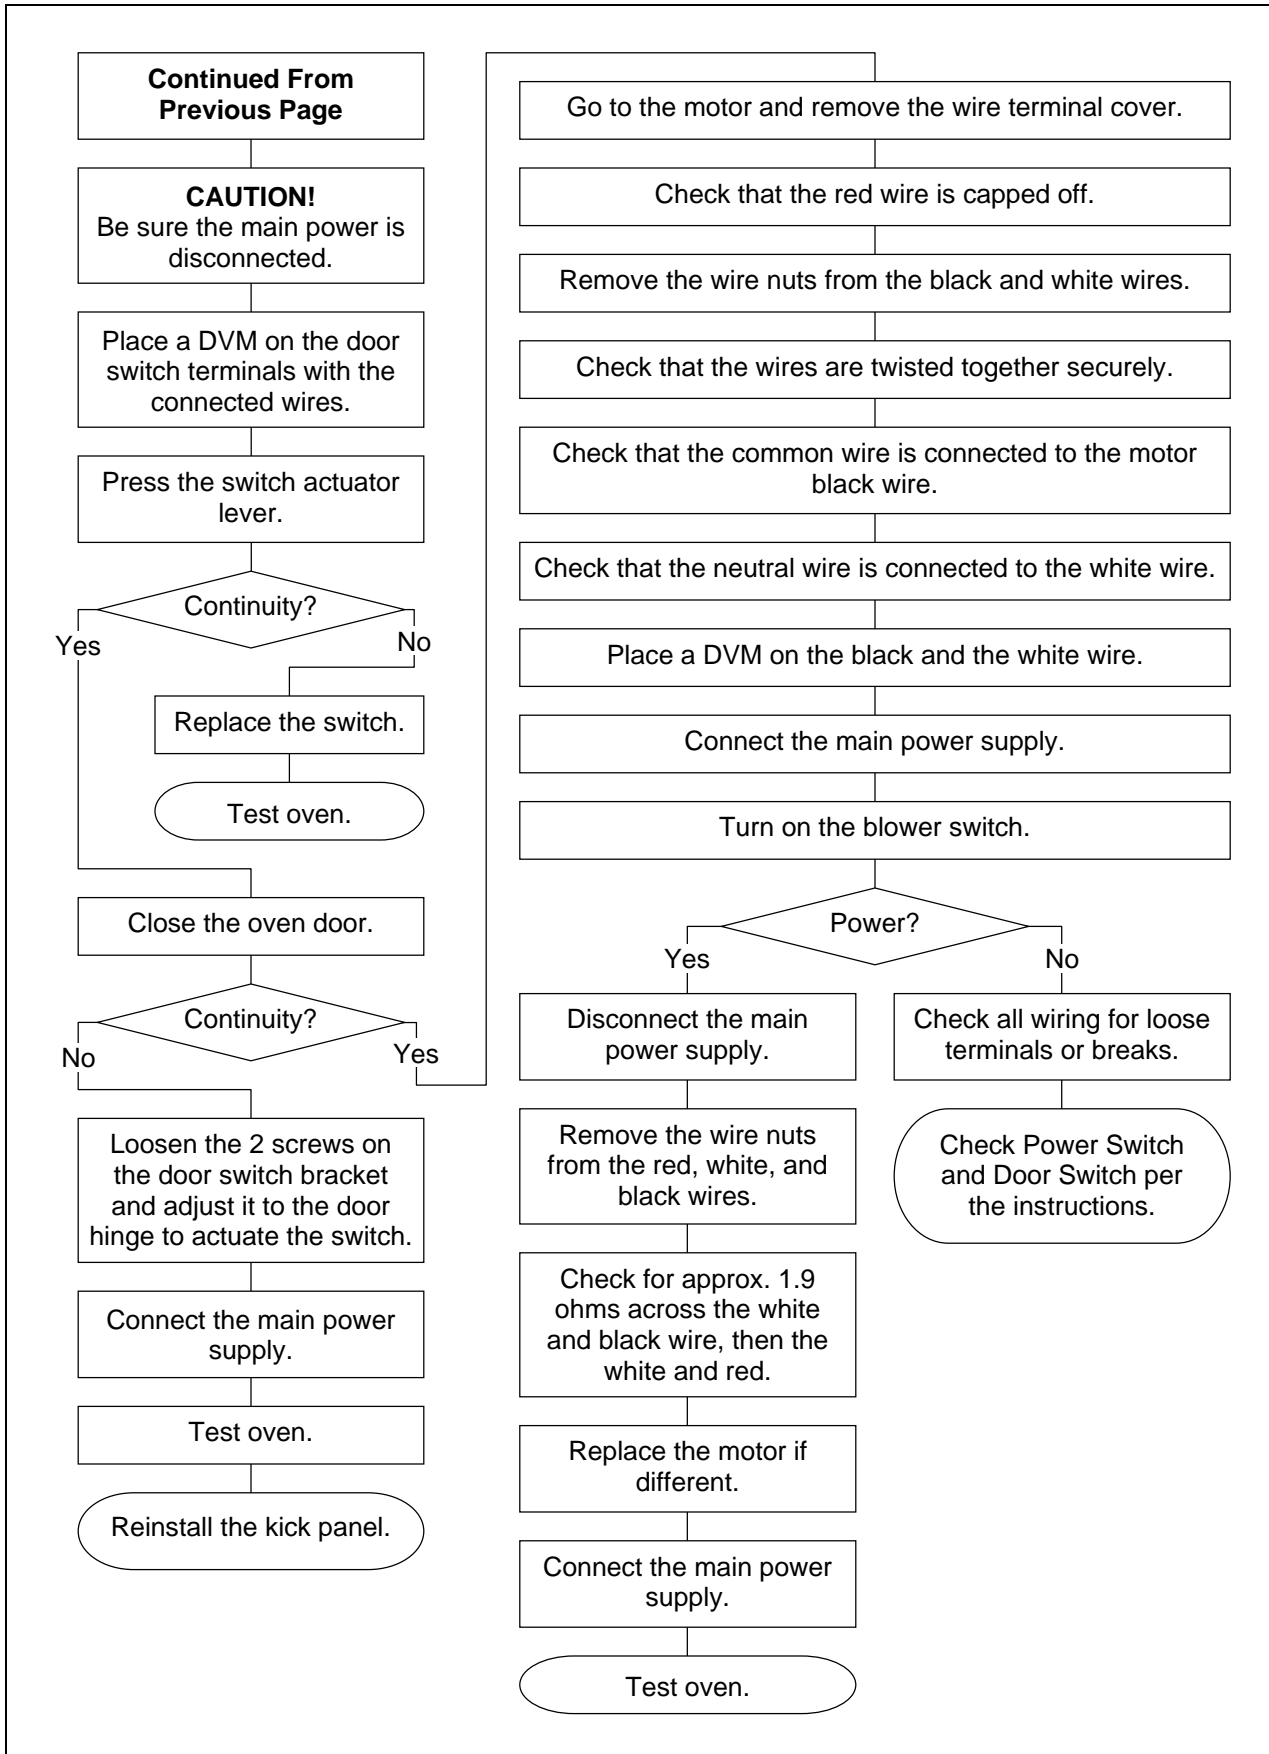 Continued From
Previous Page
CAUTION!
Be sure the main power is
disconnected.
Place a DVM on the door
switch terminals with the
connected wires.
Press the switch actuator
lever.
Continuity?
Yes
No
Replace the switch.
Test oven.
Close the oven door.
Continuity?
No
Yes
Loosen the 2 screws on
the door switch bracket
and adjust it to the door
hinge to actuate the switch.
Connect the main power
supply.
Test oven.
Reinstall the kick panel.
Go to the motor and remove the wire terminal cover.
Check that the red wire is capped off.
Remove the wire nuts from the black and white wires.
Check that the wires are twisted together securely.
Check that the common wire is connected to the motor
black wire.
Check that the neutral wire is connected to the white wire.
Place a DVM on the black and the white wire.
Connect the main power supply.
Turn on the blower switch.
Power?
Yes
No
Disconnect the main
power supply.
Remove the wire nuts
from the red, white, and
black wires.
Check for approx. 1.9
ohms across the white
and black wire, then the
white and red.
Replace the motor if
different.
Connect the main power
supply.
Test oven.
Check all wiring for loose
terminals or breaks.
Check Power Switch
and Door Switch per
the instructions.